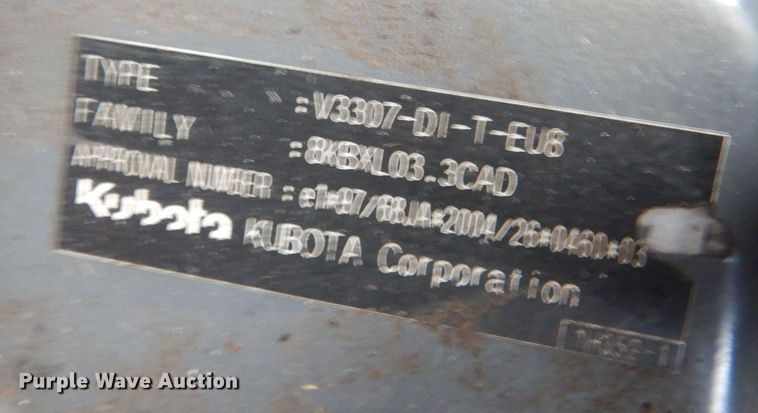 TYPE :V3307-DI-T-EU8
FAMILY :8KBXL03.3CAD
APPROVAL NUMBER :e1*97/68JA*2004/26*0460*03
Kubota KUBOTA Corporation
Purple Wave Auction